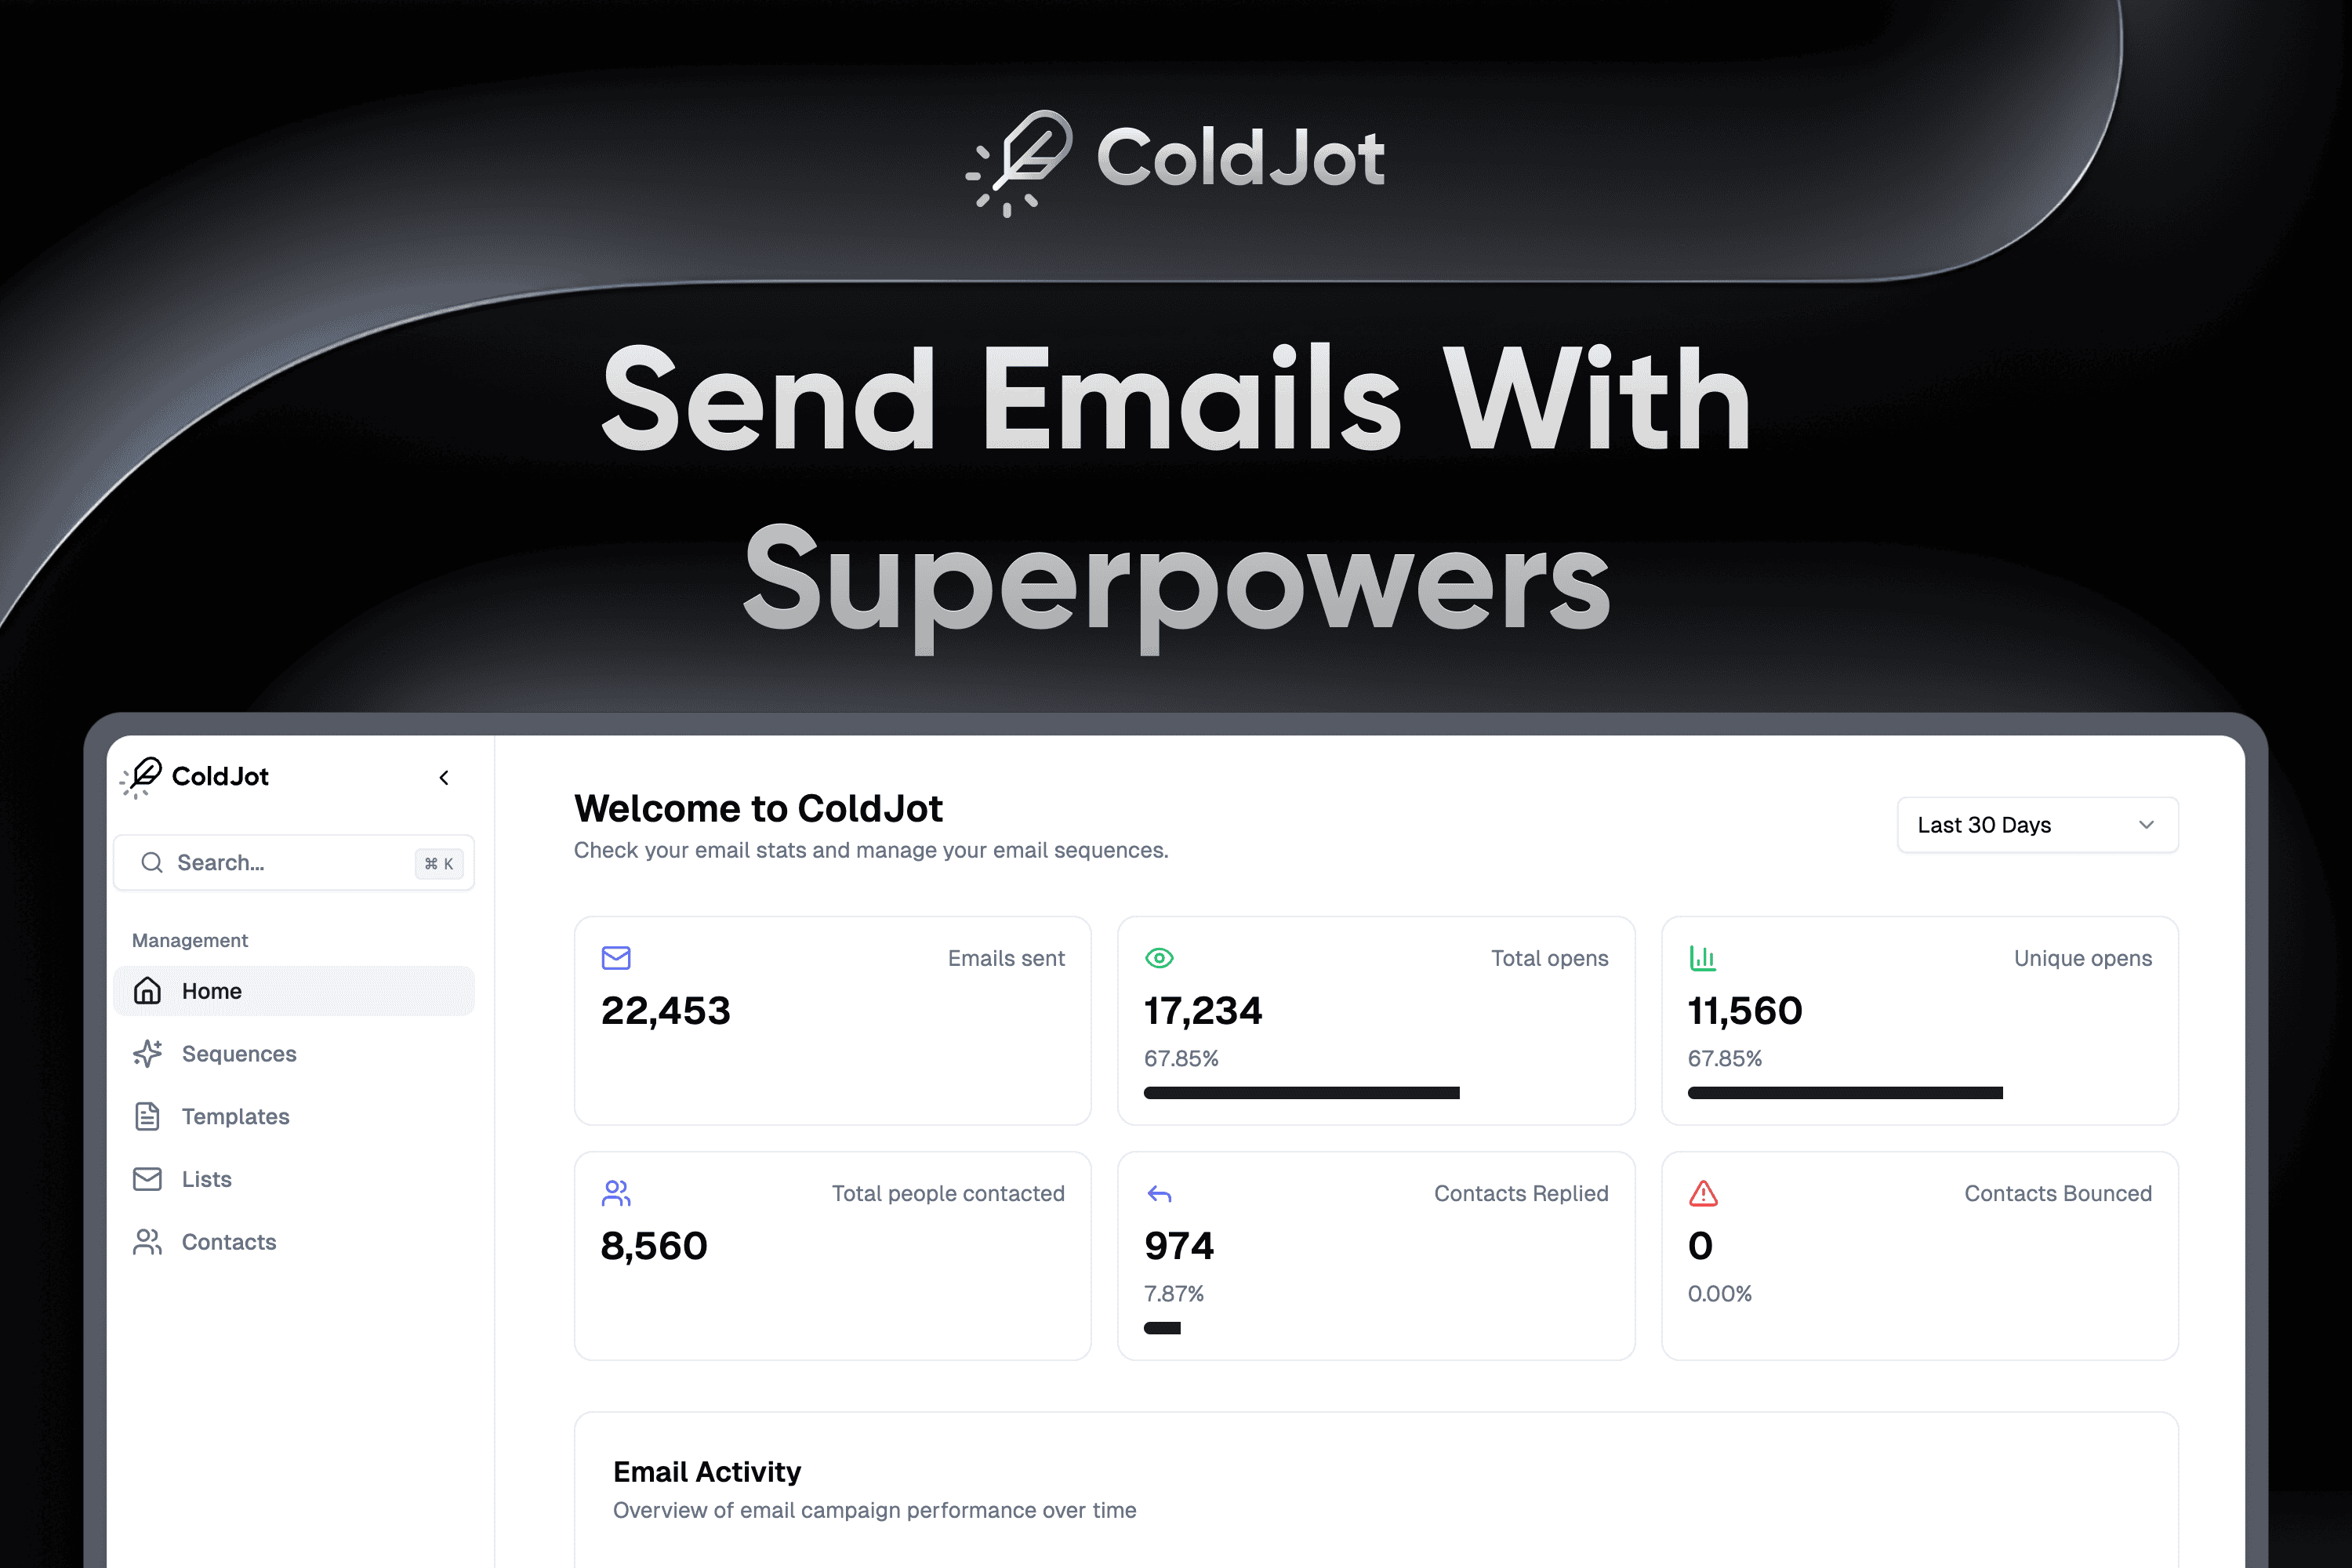 ColdJot
Send Emails With
Superpowers
ColdJot
Search...
⌘ K
Management
Home
Sequences
Templates
Lists
Contacts
Welcome to ColdJot
Check your email stats and manage your email sequences.
Last 30 Days
Emails sent
22,453
Total opens
17,234
67.85%
Unique opens
11,560
67.85%
Total people contacted
8,560
Contacts Replied
974
7.87%
Contacts Bounced
0
0.00%
Email Activity
Overview of email campaign performance over time